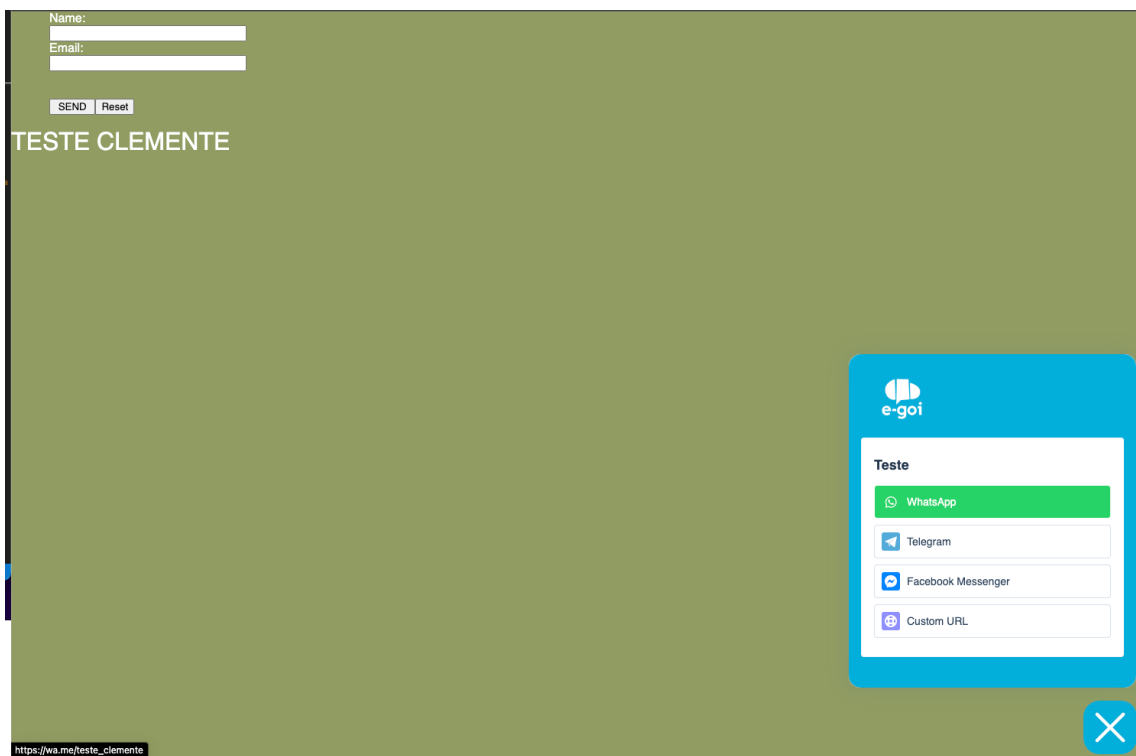 Name:
Email:
SEND Reset
TESTE CLEMENTE
e-goi
Teste
WhatsApp
Telegram
Facebook Messenger
Custom URL
https://wa.me/teste_clemente